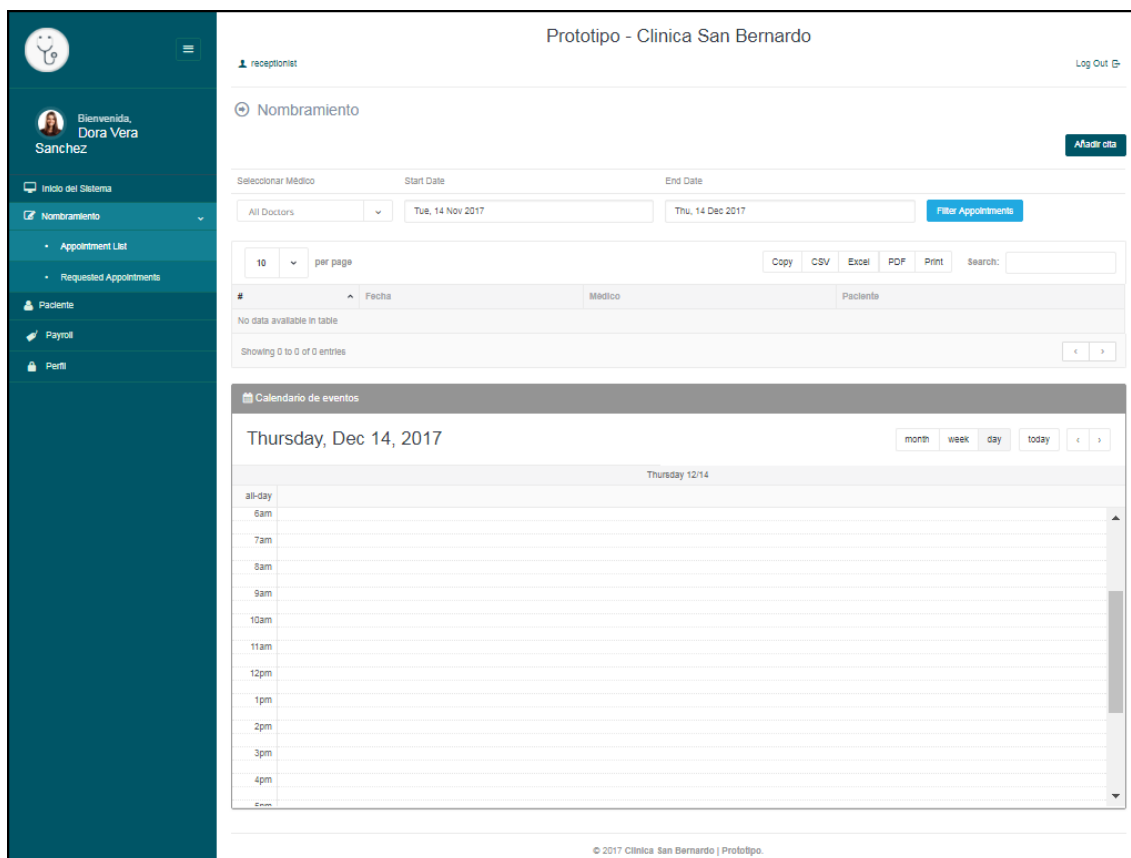 Prototipo - Clinica San Bernardo
receptionist
Log Out
Bienvenida,
Dora Vera
Sanchez
Inicio del Sistema
Nombramiento
Appointment List
Requested Appointments
Paciente
Payroll
Perfil
Nombramiento
Añadir cita
Seleccionar Médico Start Date End Date
All Doctors Tue, 14 Nov 2017 Thu, 14 Dec 2017 Filter Appointments
10 per page Copy CSV Excel PDF Print Search:
# Fecha Médico Paciente
No data available in table
Showing 0 to 0 of 0 entries
Calendario de eventos
Thursday, Dec 14, 2017 month week day today
Thursday 12/14
all-day
6am
7am
8am
9am
10am
11am
12pm
1pm
2pm
3pm
4pm
5pm
© 2017 Clinica San Bernardo | Prototipo.